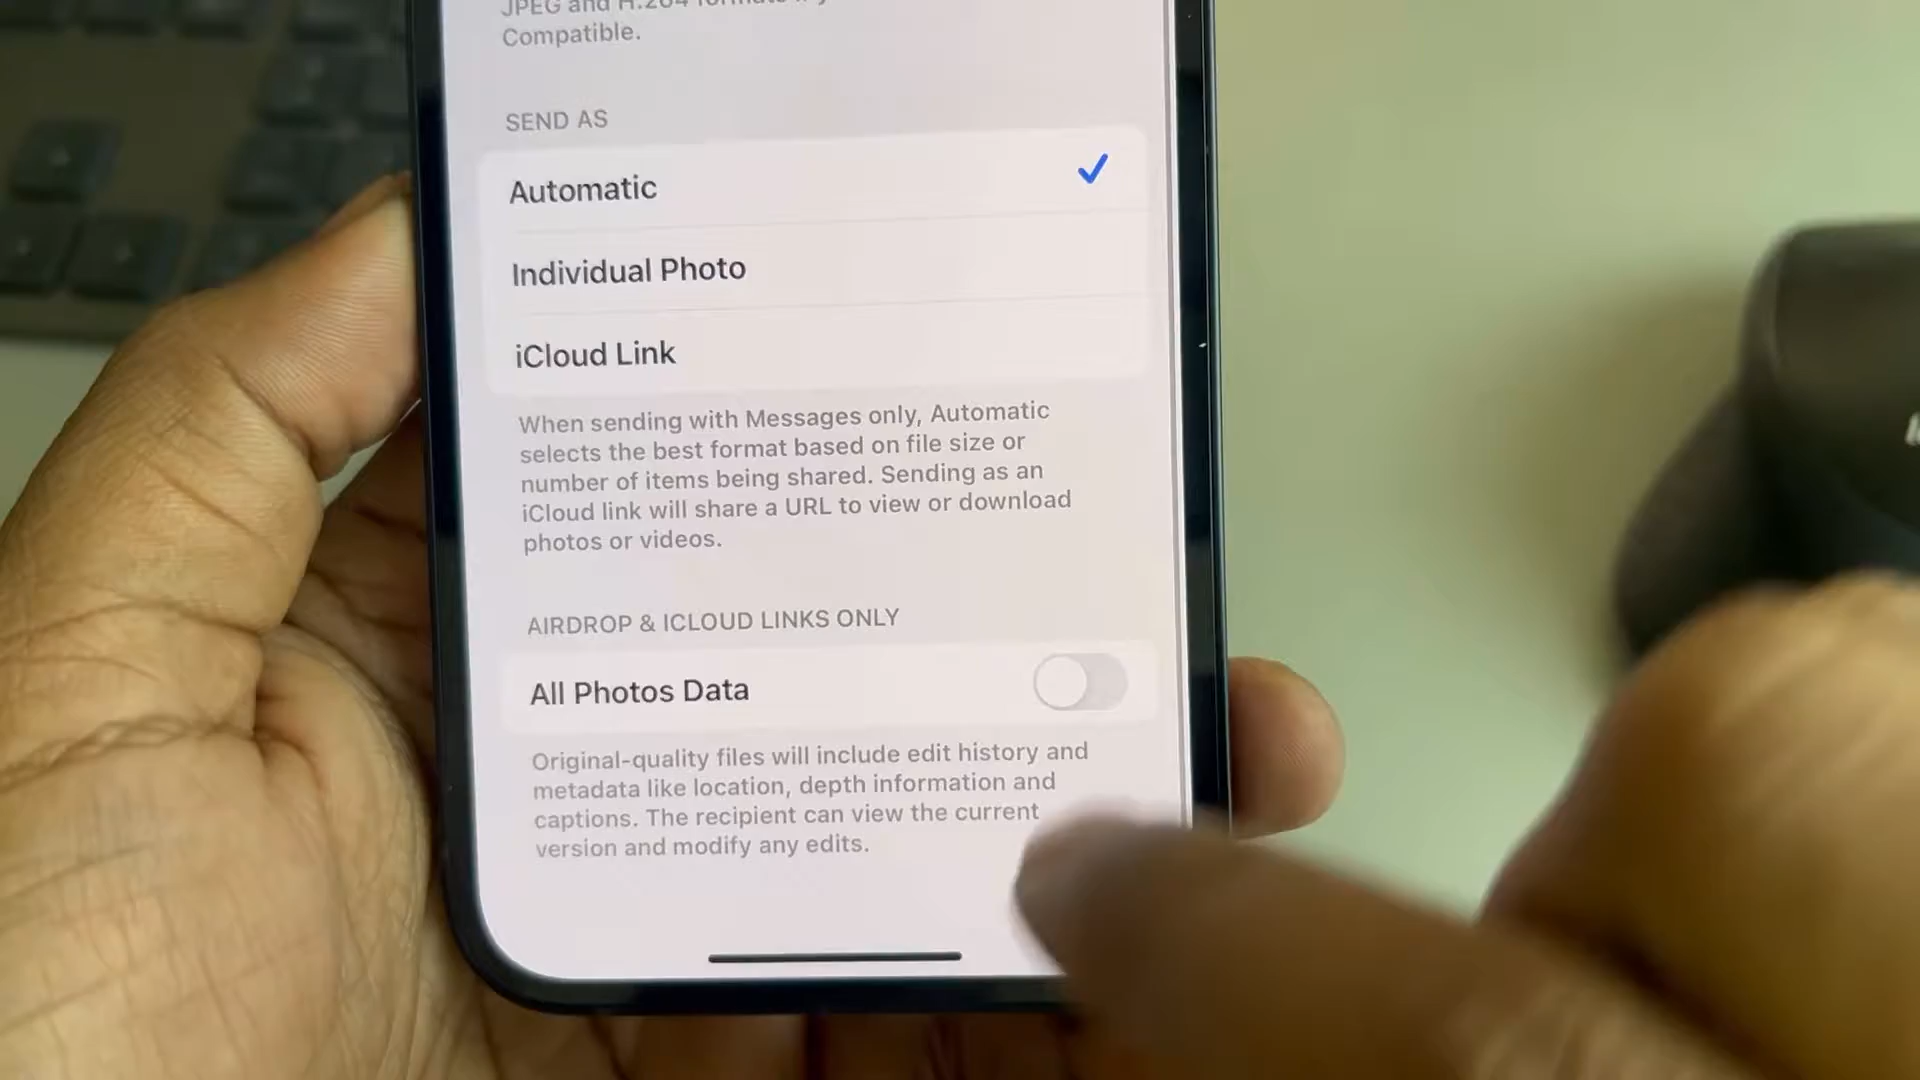 JPEG and H.264 formats
Compatible.
SEND AS
Automatic
Individual Photo
iCloud Link
When sending with Messages only, Automatic
selects the best format based on file size or
number of items being shared. Sending as an
iCloud link will share a URL to view or download
photos or videos.
AIRDROP & ICLOUD LINKS ONLY
All Photos Data
Original-quality files will include edit history and
metadata like location, depth information and
captions. The recipient can view the current
version and modify any edits.